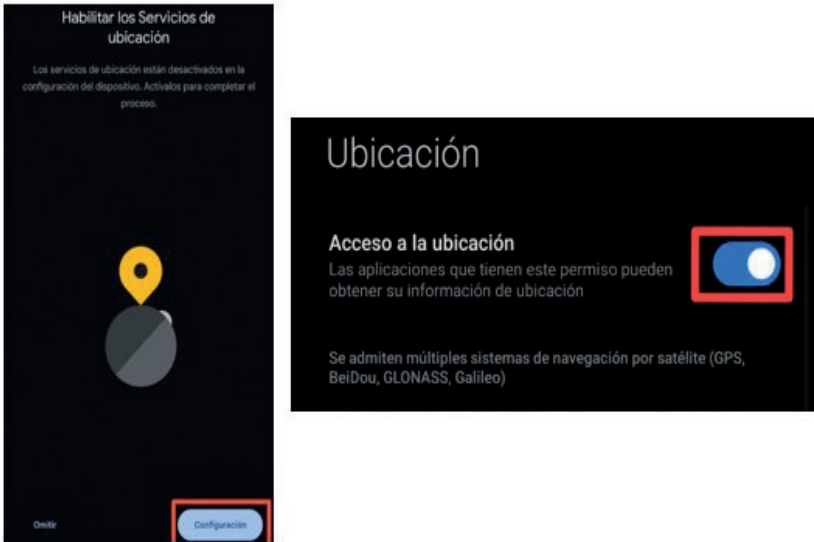 Habilitar los Servicios de
ubicación
Los servicios de ubicación están desactivados en la
configuración del dispositivo. Actívalos para completar el
proceso.
Omitir
Configuración
Ubicación
Acceso a la ubicación
Las aplicaciones que tienen este permiso pueden
obtener su información de ubicación
Se admiten múltiples sistemas de navegación por satélite (GPS,
BeiDou, GLONASS, Galileo)